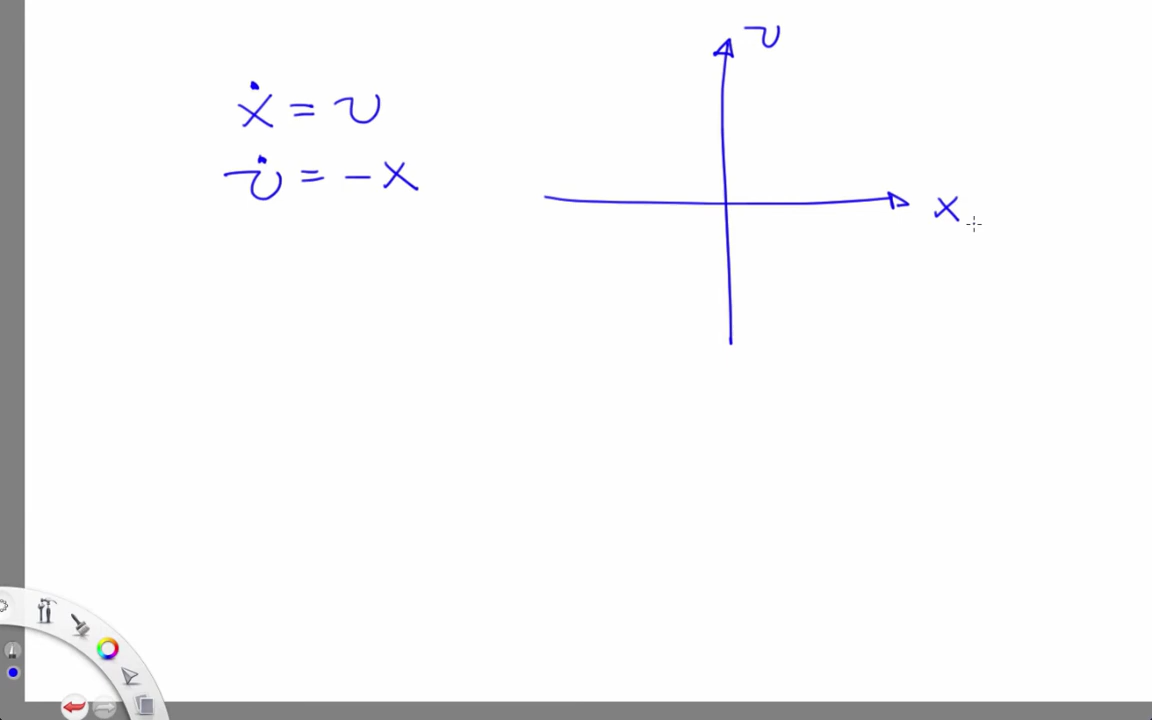 ẋ = v
v̇ = -x
v
x